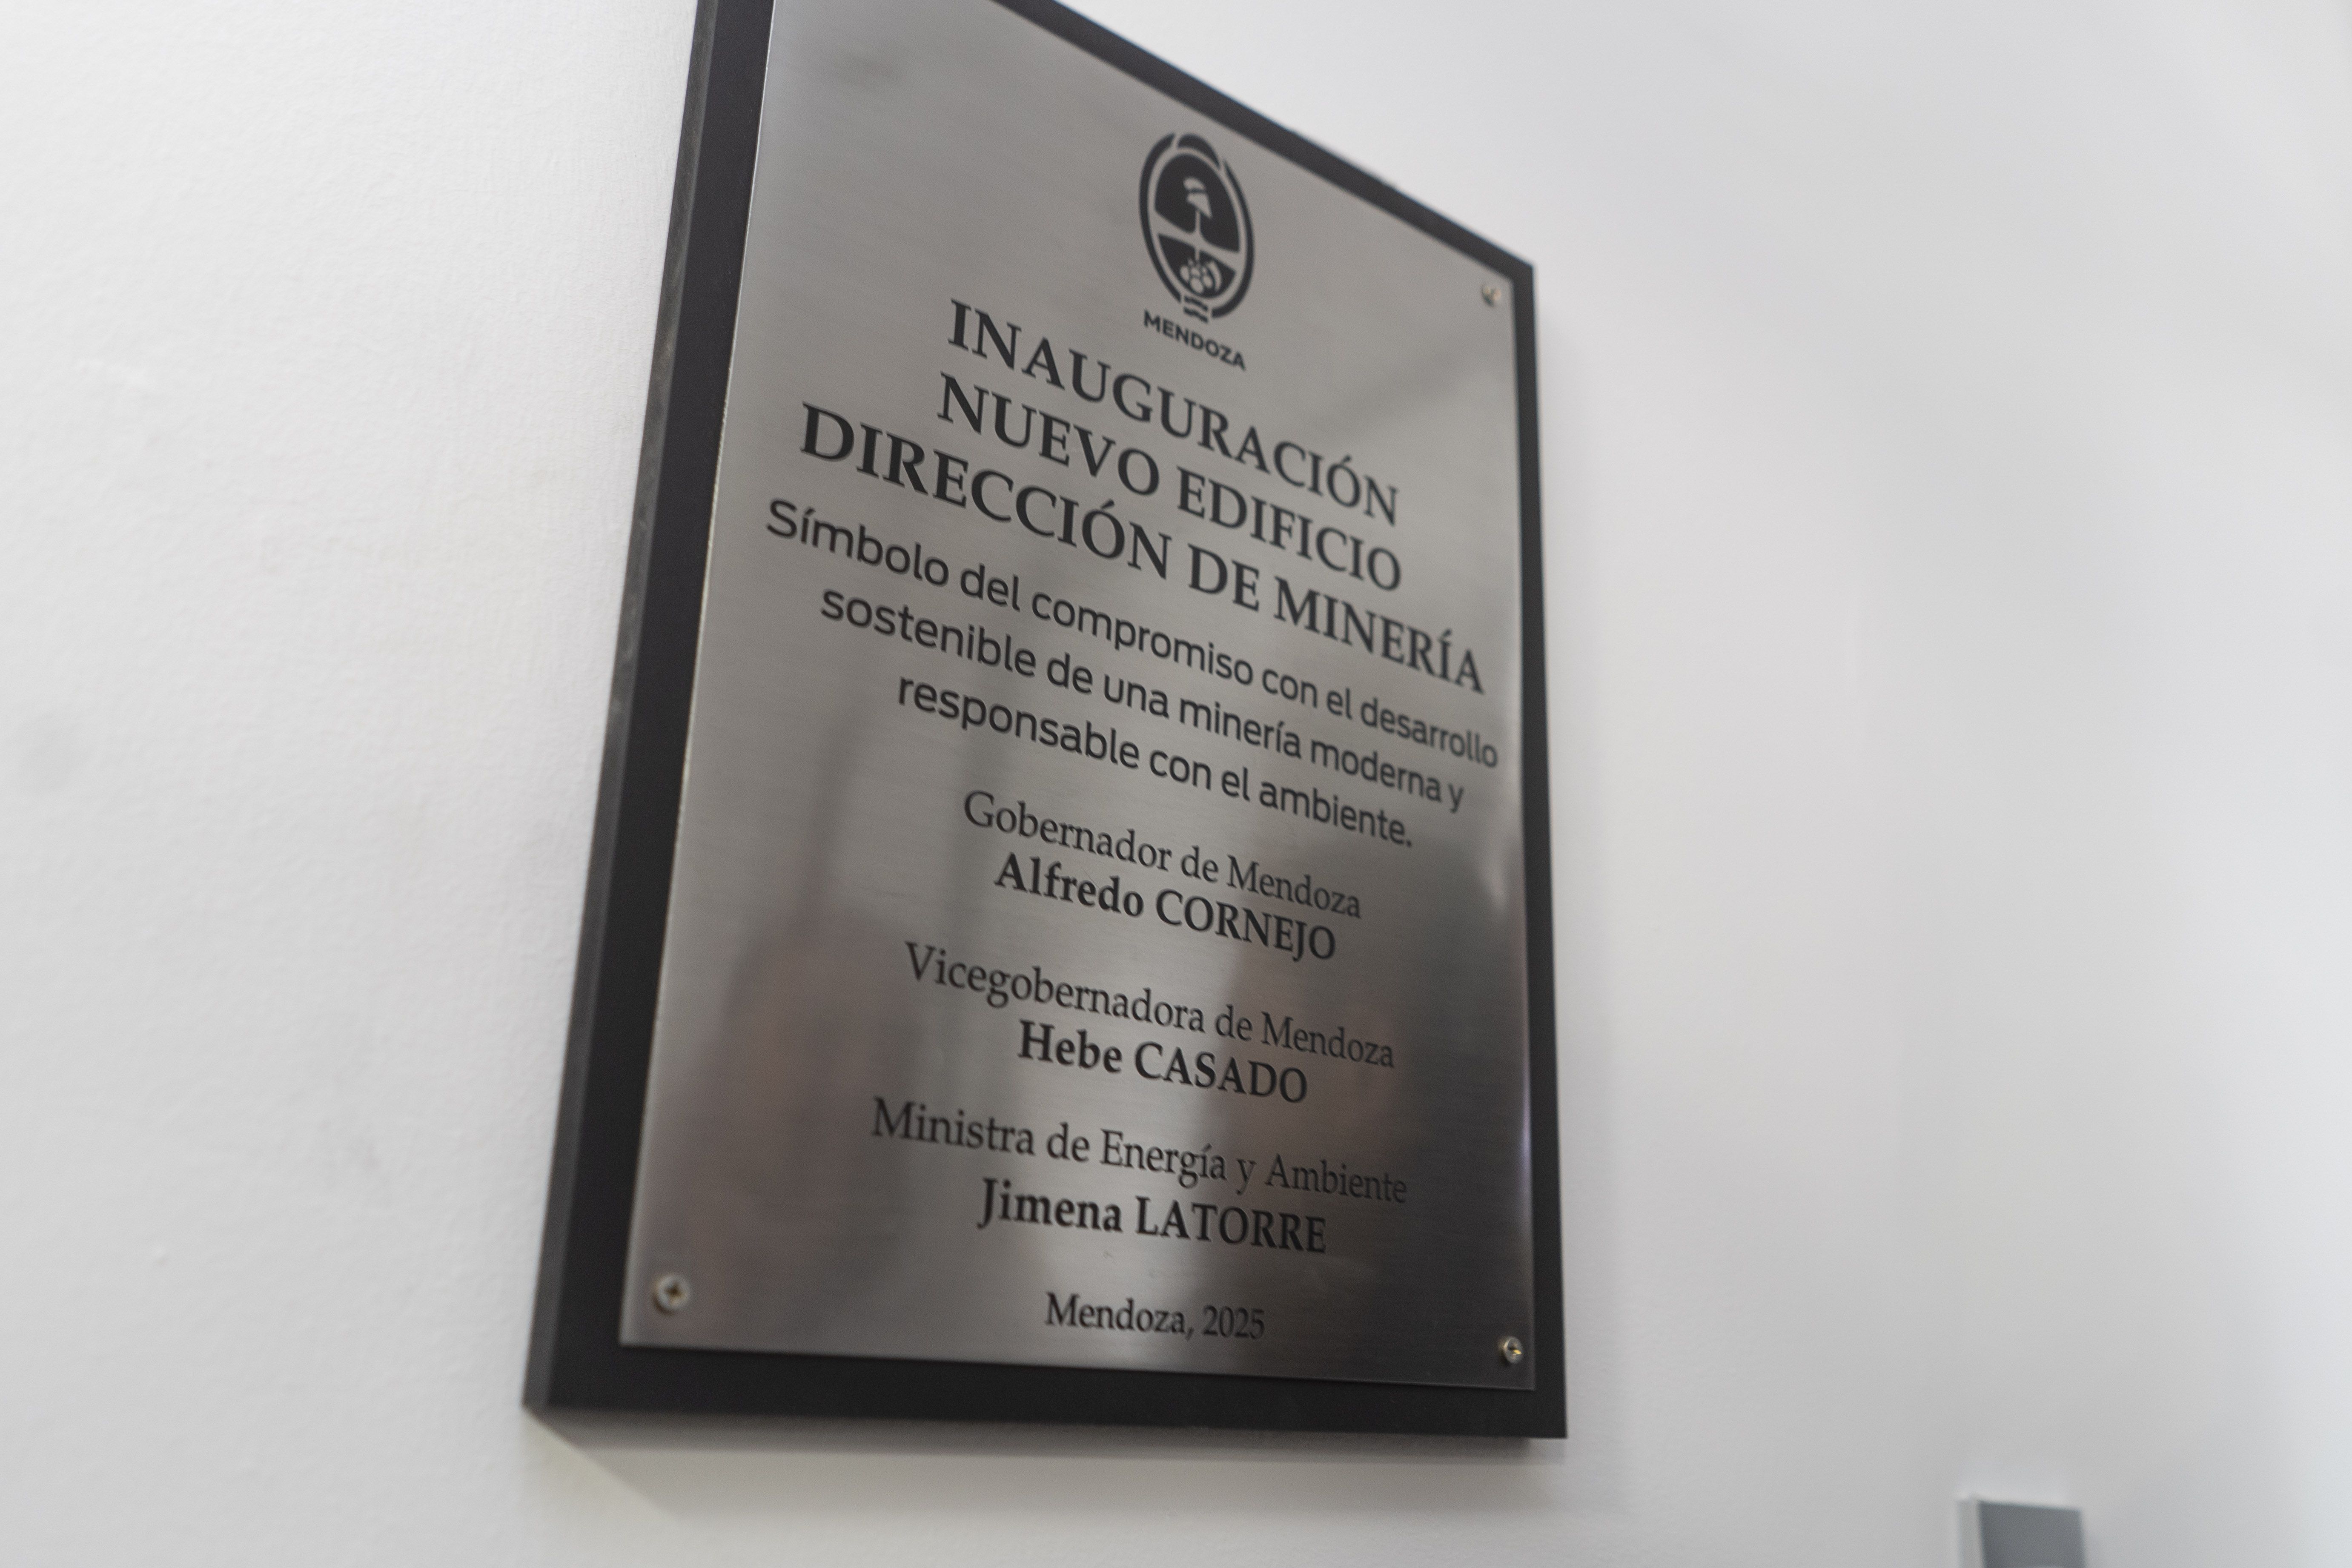 MENDOZA
INAUGURACIÓN
NUEVO EDIFICIO
DIRECCIÓN DE MINERÍA
Símbolo del compromiso con el desarrollo
sostenible de una minería moderna y
responsable con el ambiente.
Gobernador de Mendoza
Alfredo CORNEJO
Vicegobernadora de Mendoza
Hebe CASADO
Ministra de Energía y Ambiente
Jimena LATORRE
Mendoza, 2025